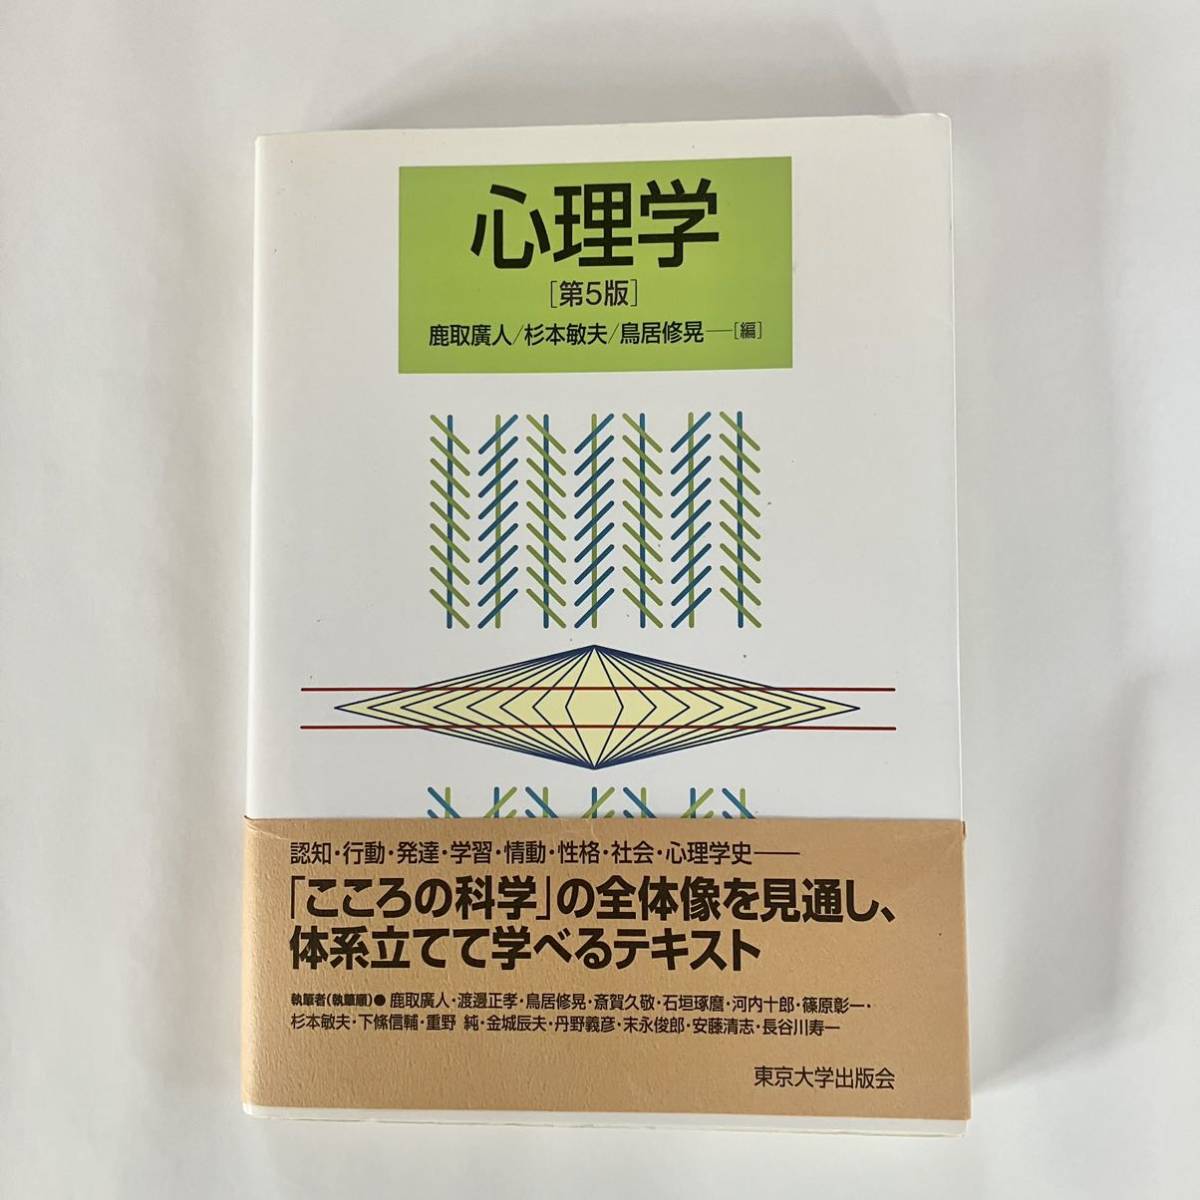 心理学
[第5版]
鹿取廣人/杉本敏夫/鳥居修晃──[編]
認知・行動・発達・学習・情動・性格・社会・心理学史──
「こころの科学」の全体像を見通し、
体系立てて学べるテキスト
執筆者(執筆順)●鹿取廣人・渡邊正孝・鳥居修晃・斎賀久敬・石垣琢麿・河内十郎・篠原彰一・
杉本敏夫・下條信輔・重野 純・金城辰夫・丹野義彦・末永俊郎・安藤清志・長谷川寿一
東京大学出版会